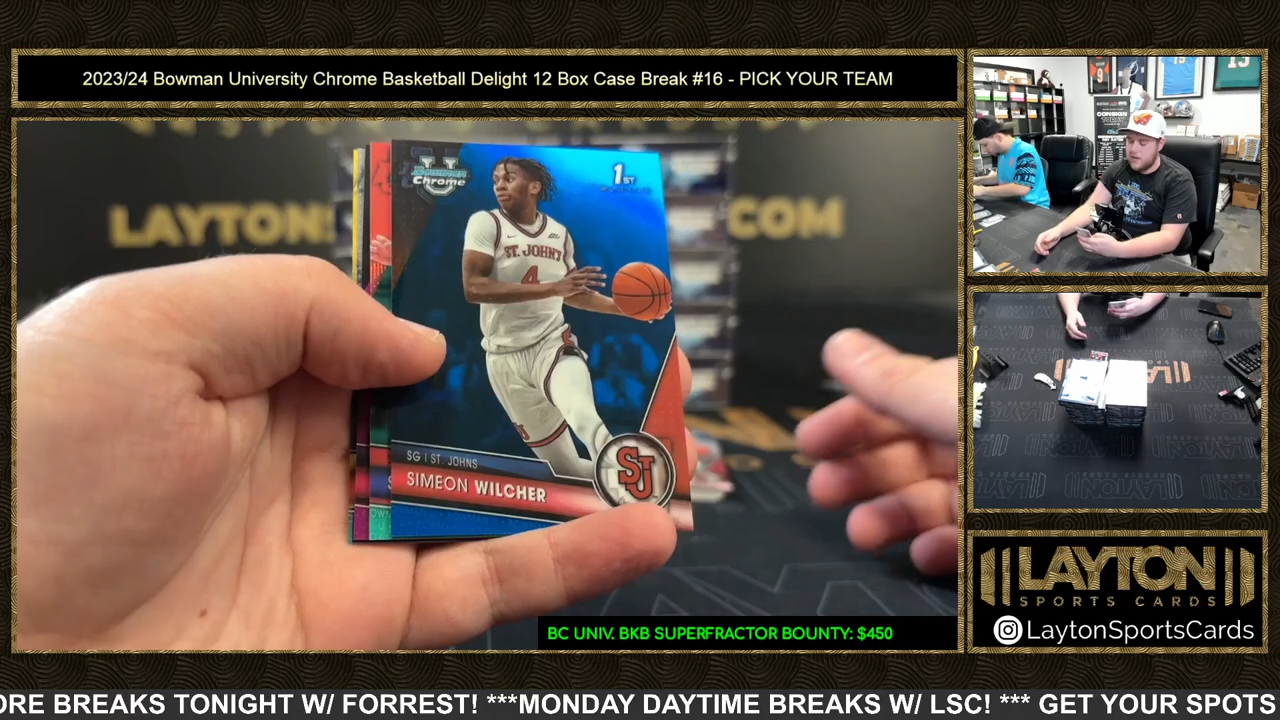 2023/24 Bowman University Chrome Basketball Delight 12 Box Case Break #16 - PICK YOUR TEAM
LAYTONS
COM
U
BOWMAN
Chrome
1ST
ST. JOHN'S
4
SG | ST. JOHNS
SIMEON WILCHER
SJ
CONSIGN
LAYTON
SPORTS CARDS
LaytonSportsCards
BC UNIV. BKB SUPERFRACTOR BOUNTY: $450
ORE BREAKS TONIGHT W/ FORREST! ***MONDAY DAYTIME BREAKS W/ LSC! *** GET YOUR SPOTS